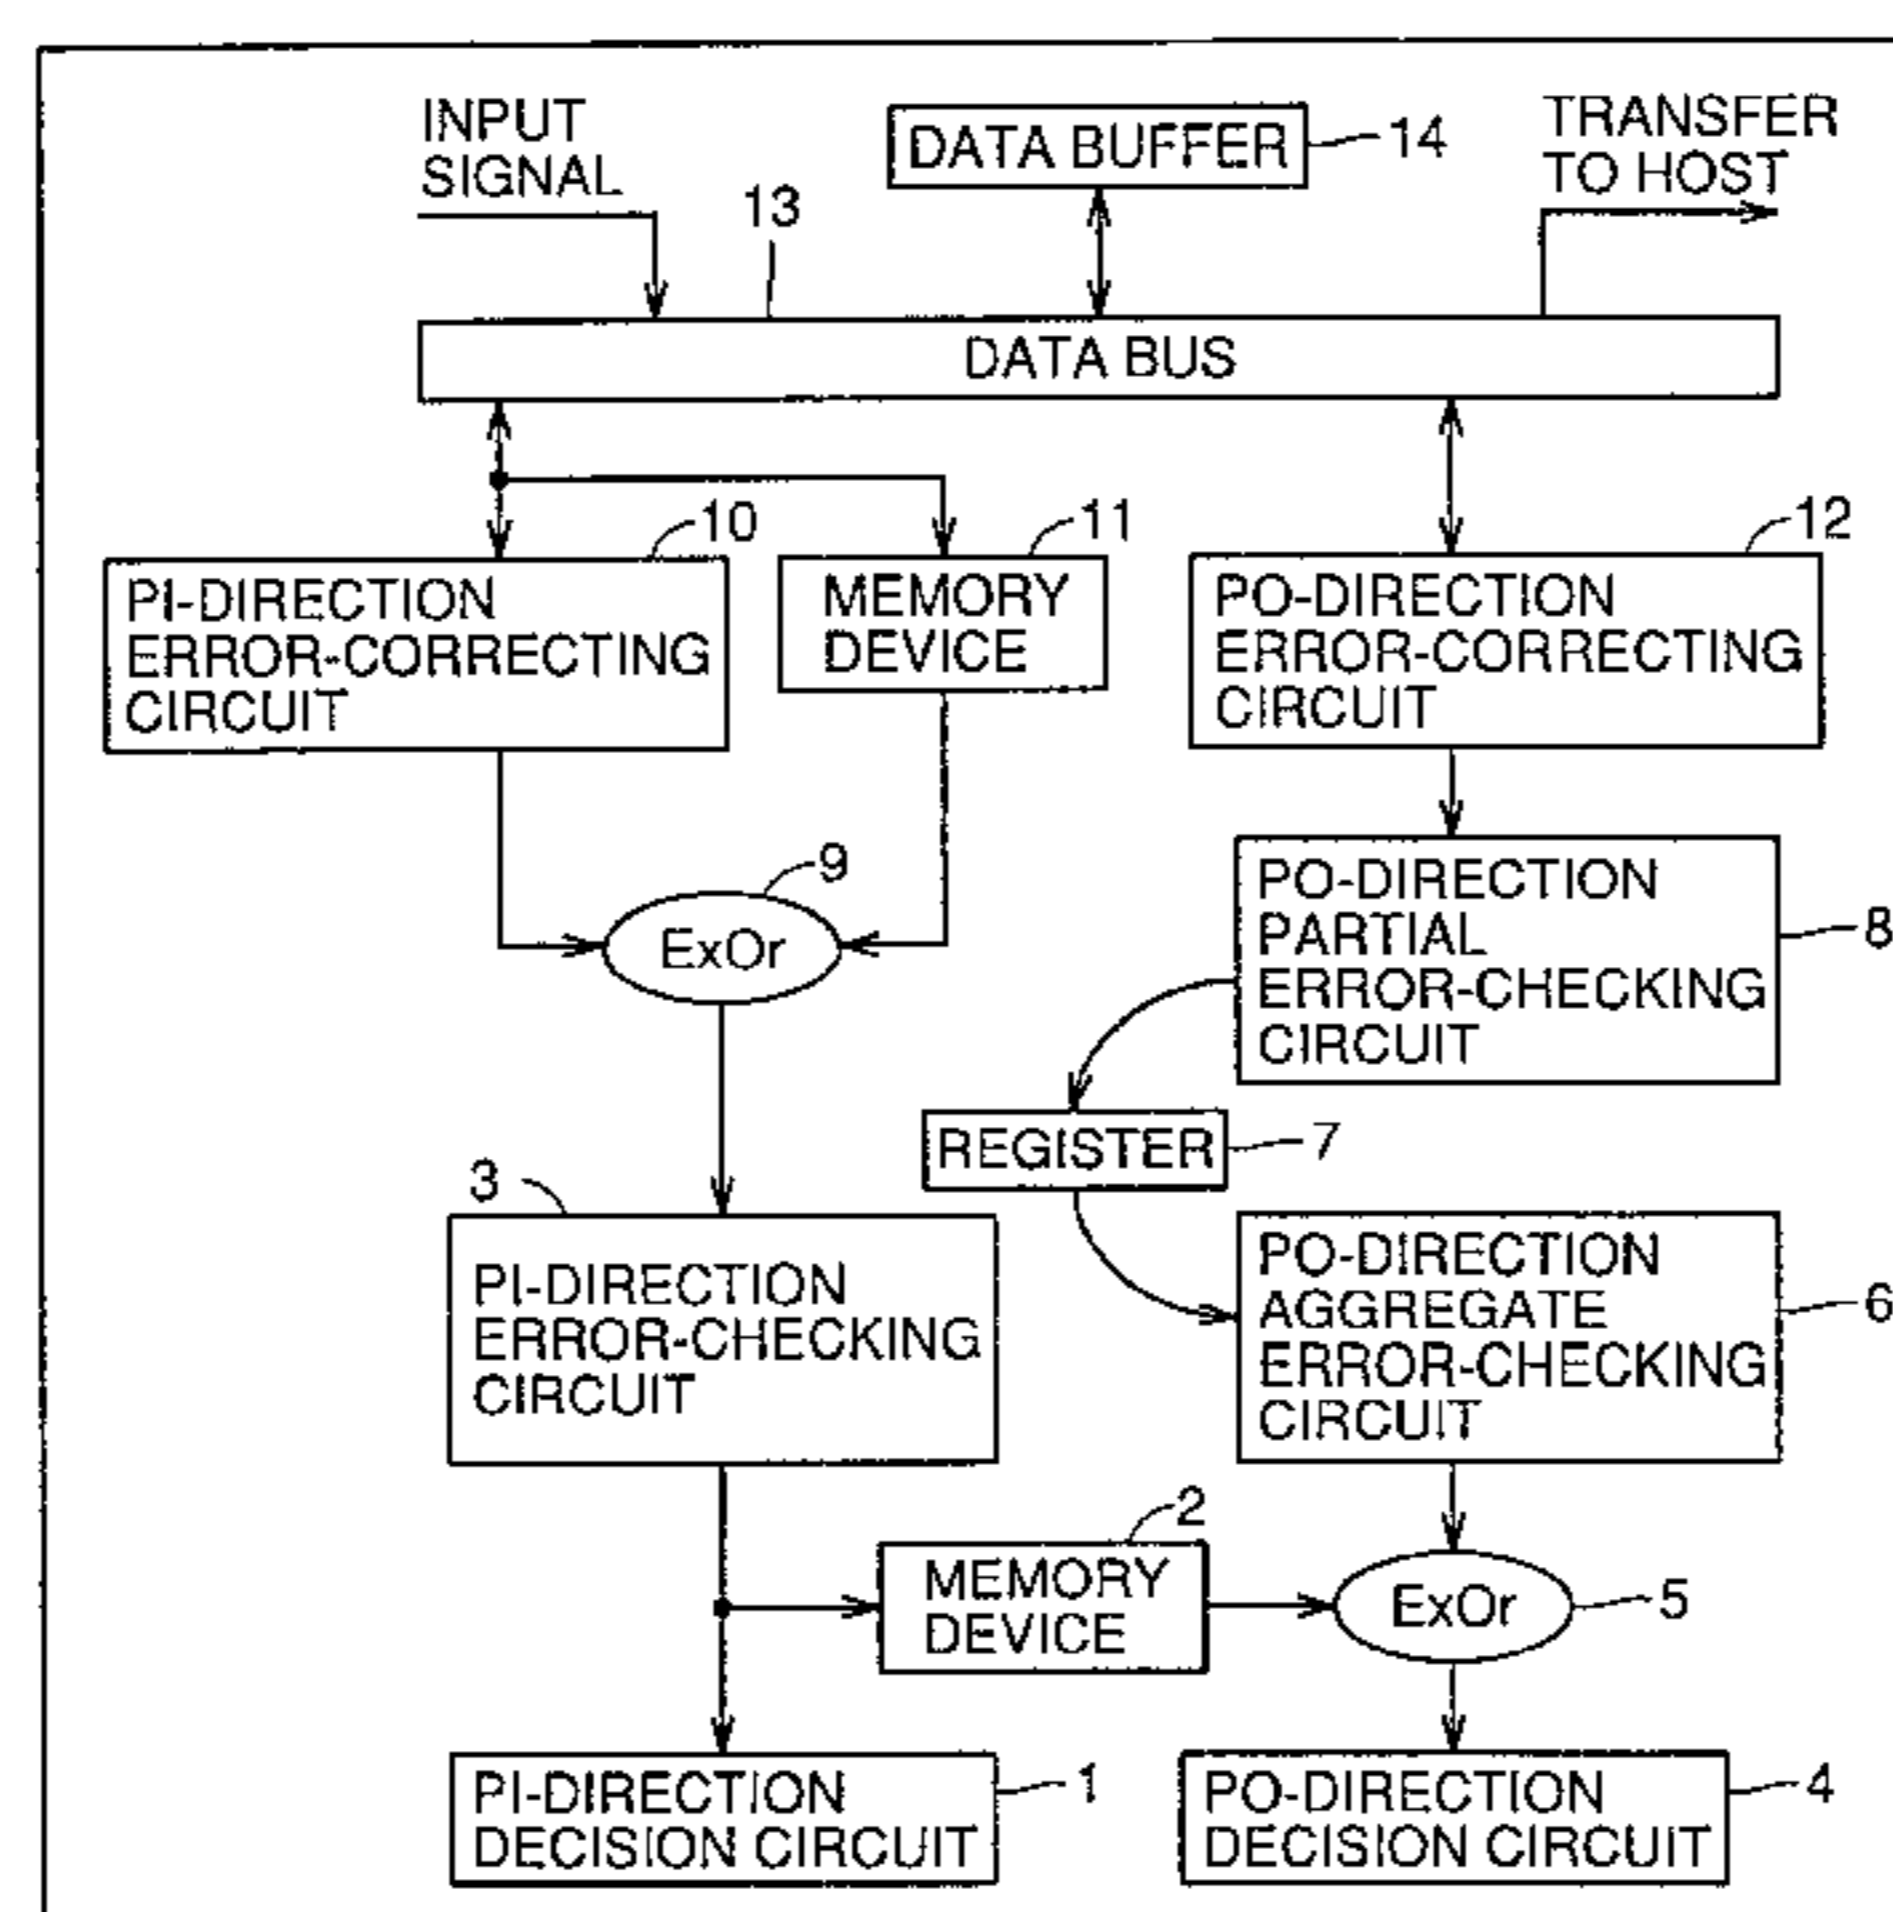 INPUT
SIGNAL
DATA BUFFER
14
TRANSFER
TO HOST
13
DATA BUS
10
11
12
PI-DIRECTION
ERROR-CORRECTING
CIRCUIT
MEMORY
DEVICE
PO-DIRECTION
ERROR-CORRECTING
CIRCUIT
9
ExOr
PO-DIRECTION
PARTIAL
ERROR-CHECKING
CIRCUIT
8
REGISTER
7
3
PI-DIRECTION
ERROR-CHECKING
CIRCUIT
PO-DIRECTION
AGGREGATE
ERROR-CHECKING
CIRCUIT
6
2
MEMORY
DEVICE
ExOr
5
PI-DIRECTION
DECISION CIRCUIT
1
PO-DIRECTION
DECISION CIRCUIT
4